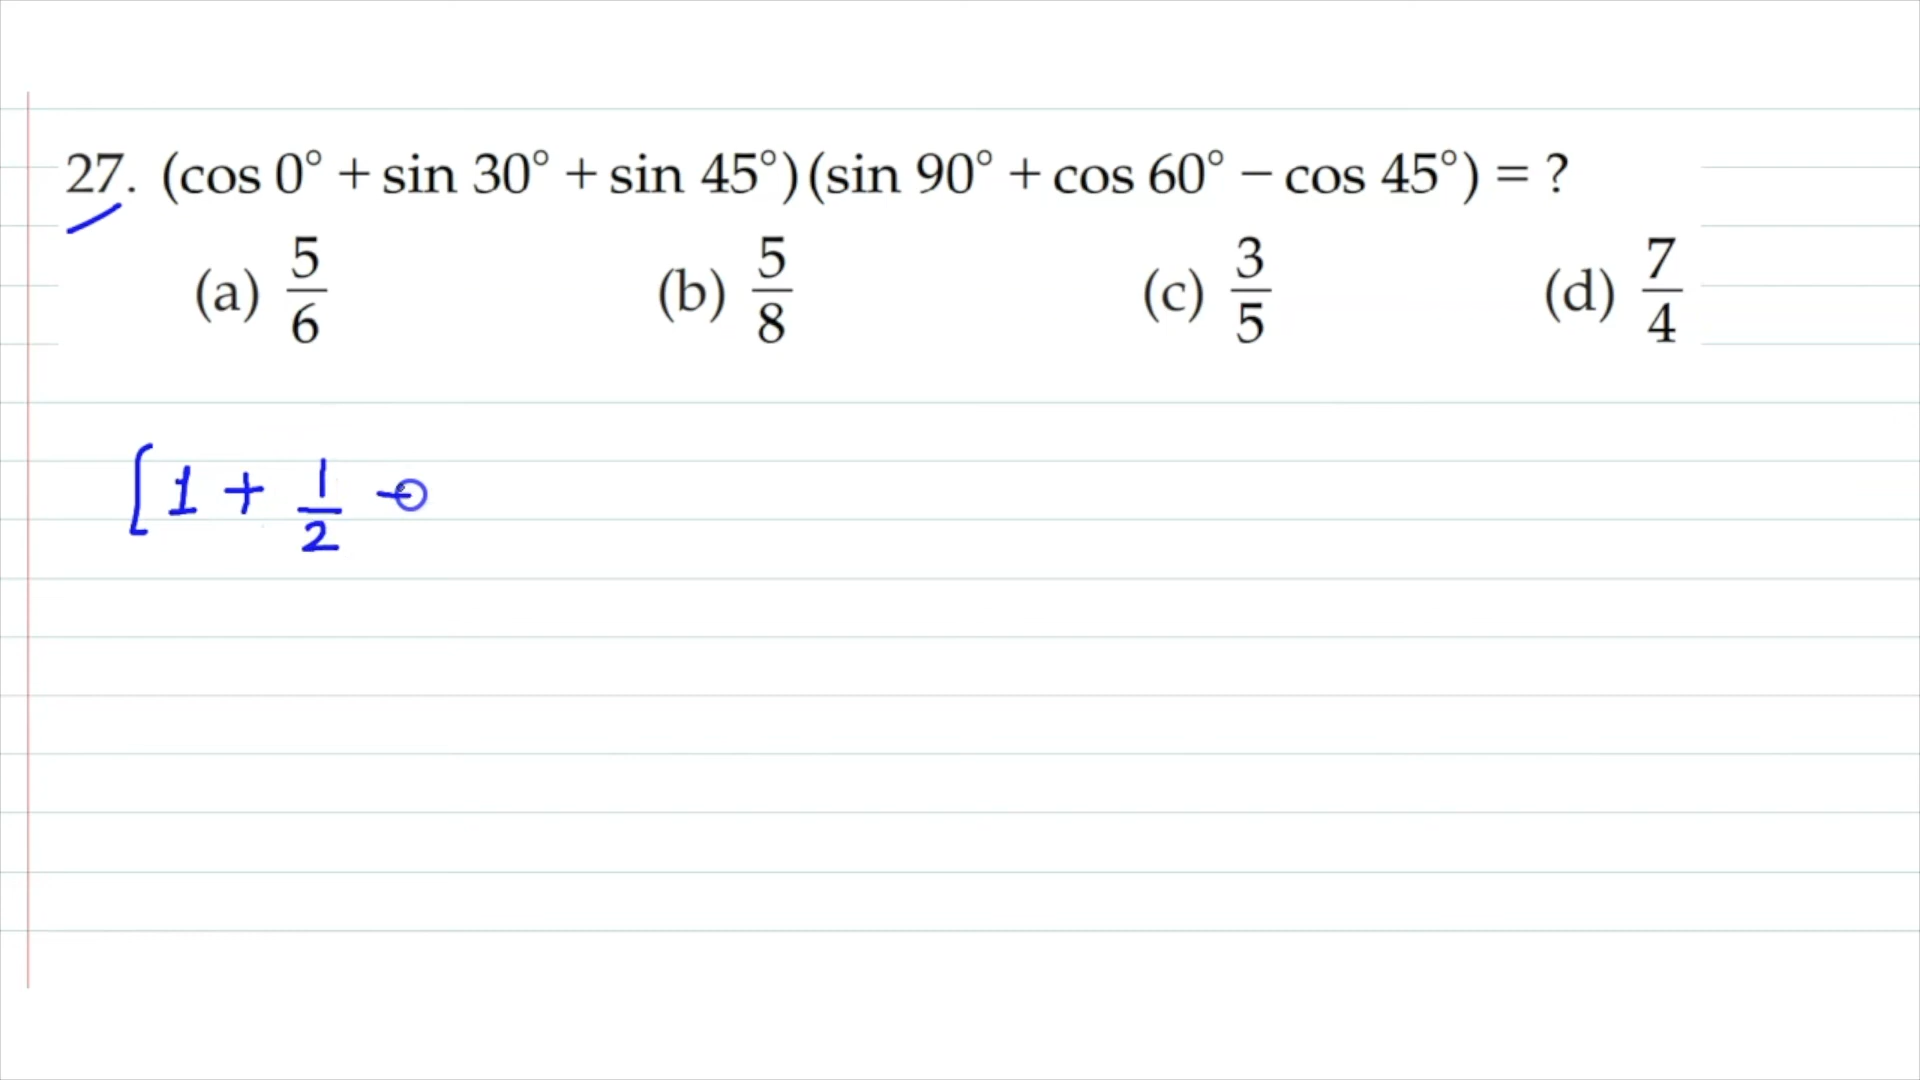 27. (cos 0° + sin 30° + sin 45°)(sin 90° + cos 60° − cos 45°) = ?
(a) 5/6 (b) 5/8 (c) 3/5 (d) 7/4
[1 + 1/2 -